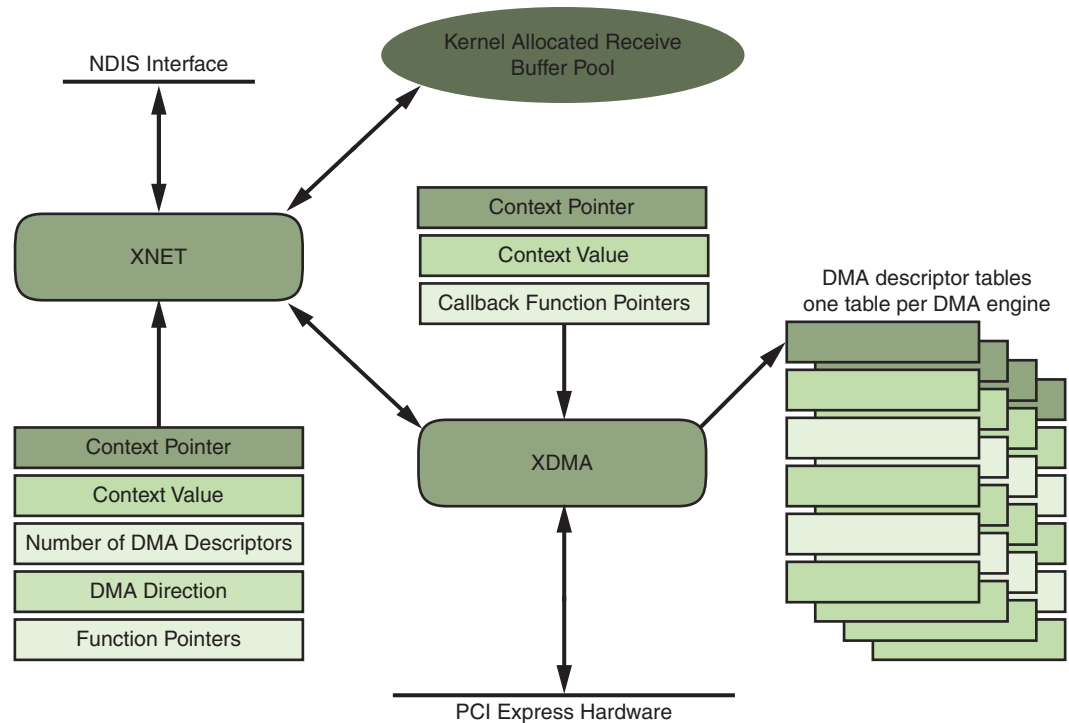 NDIS Interface
Kernel Allocated Receive
Buffer Pool
XNET
Context Pointer
Context Value
Callback Function Pointers
DMA descriptor tables
one table per DMA engine
Context Pointer
Context Value
Number of DMA Descriptors
DMA Direction
Function Pointers
XDMA
PCI Express Hardware